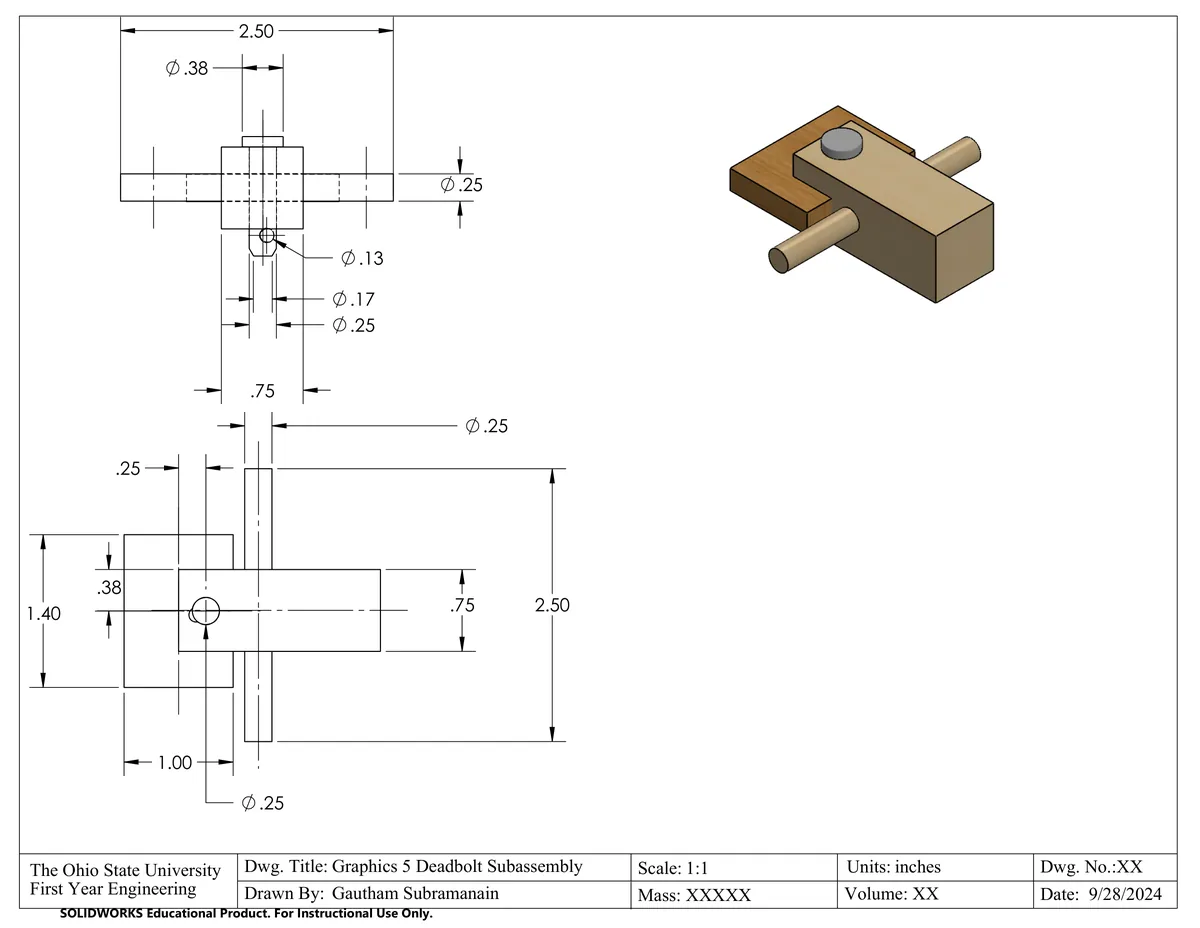 2.50
∅.38
∅.25
∅.13
∅.17
∅.25
.75
∅.25
.25
.38
1.40
.75
2.50
1.00
∅.25
The Ohio State University
First Year Engineering
Dwg. Title: Graphics 5 Deadbolt Subassembly
Drawn By: Gautham Subramanain
Scale: 1:1
Mass: XXXXX
Units: inches
Volume: XX
Dwg. No.:XX
Date: 9/28/2024
SOLIDWORKS Educational Product. For Instructional Use Only.